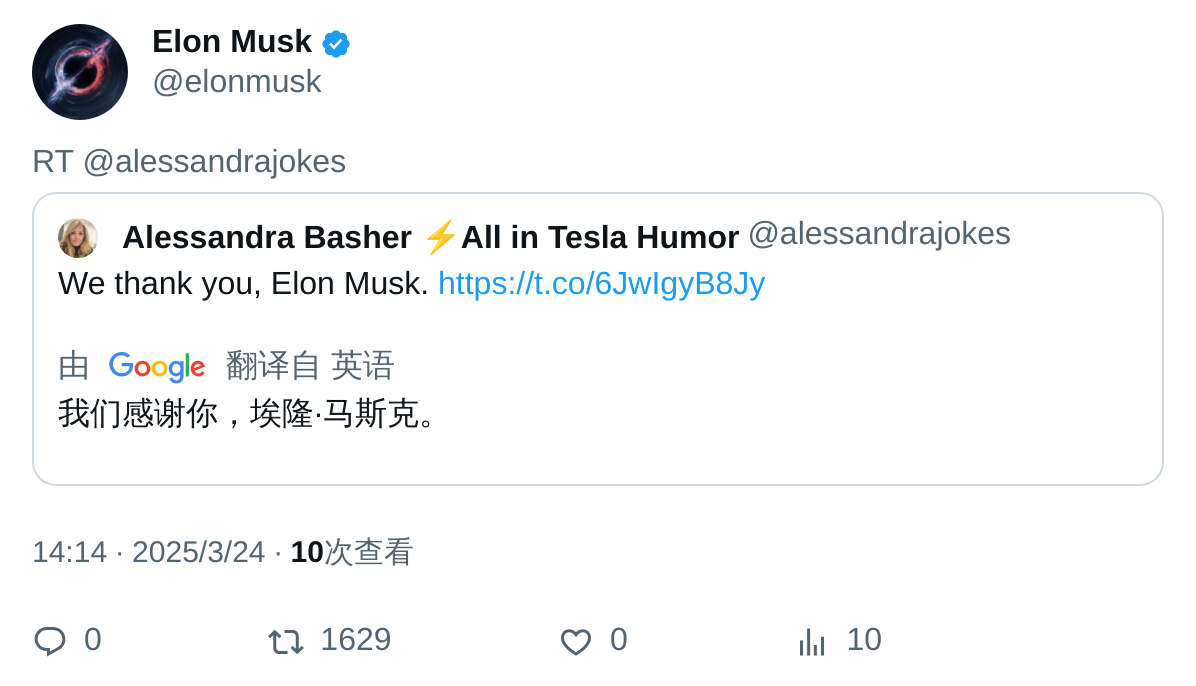 Elon Musk
@elonmusk
RT @alessandrajokes
Alessandra Basher ⚡All in Tesla Humor @alessandrajokes
We thank you, Elon Musk. https://t.co/6JwIgyB8Jy
由 Google 翻译自 英语
我们感谢你，埃隆·马斯克。
14:14 · 2025/3/24 · 10次查看
0 1629 0 10